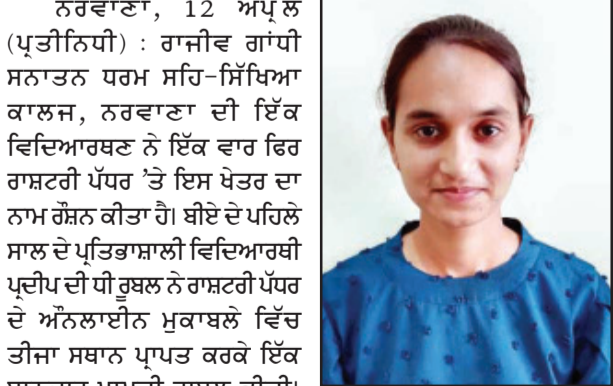 ਨਰਵਾਣਾ, 12 ਅਪ੍ਰੈਲ
(ਪ੍ਰਤੀਨਿਧੀ) : ਰਾਜੀਵ ਗਾਂਧੀ
ਸਨਾਤਨ ਧਰਮ ਸਹਿ-ਸਿੱਖਿਆ
ਕਾਲਜ, ਨਰਵਾਣਾ ਦੀ ਇੱਕ
ਵਿਦਿਆਰਥਣ ਨੇ ਇੱਕ ਵਾਰ ਫਿਰ
ਰਾਸ਼ਟਰੀ ਪੱਧਰ 'ਤੇ ਇਸ ਖੇਤਰ ਦਾ
ਨਾਮ ਰੌਸ਼ਨ ਕੀਤਾ ਹੈ। ਬੀਏ ਦੇ ਪਹਿਲੇ
ਸਾਲ ਦੇ ਪ੍ਰਤਿਭਾਸ਼ਾਲੀ ਵਿਦਿਆਰਥੀ
ਪ੍ਰਦੀਪ ਦੀ ਧੀ ਰੂਬਲ ਨੇ ਰਾਸ਼ਟਰੀ ਪੱਧਰ
ਦੇ ਔਨਲਾਈਨ ਮੁਕਾਬਲੇ ਵਿੱਚ
ਤੀਜਾ ਸਥਾਨ ਪ੍ਰਾਪਤ ਕਰਕੇ ਇੱਕ